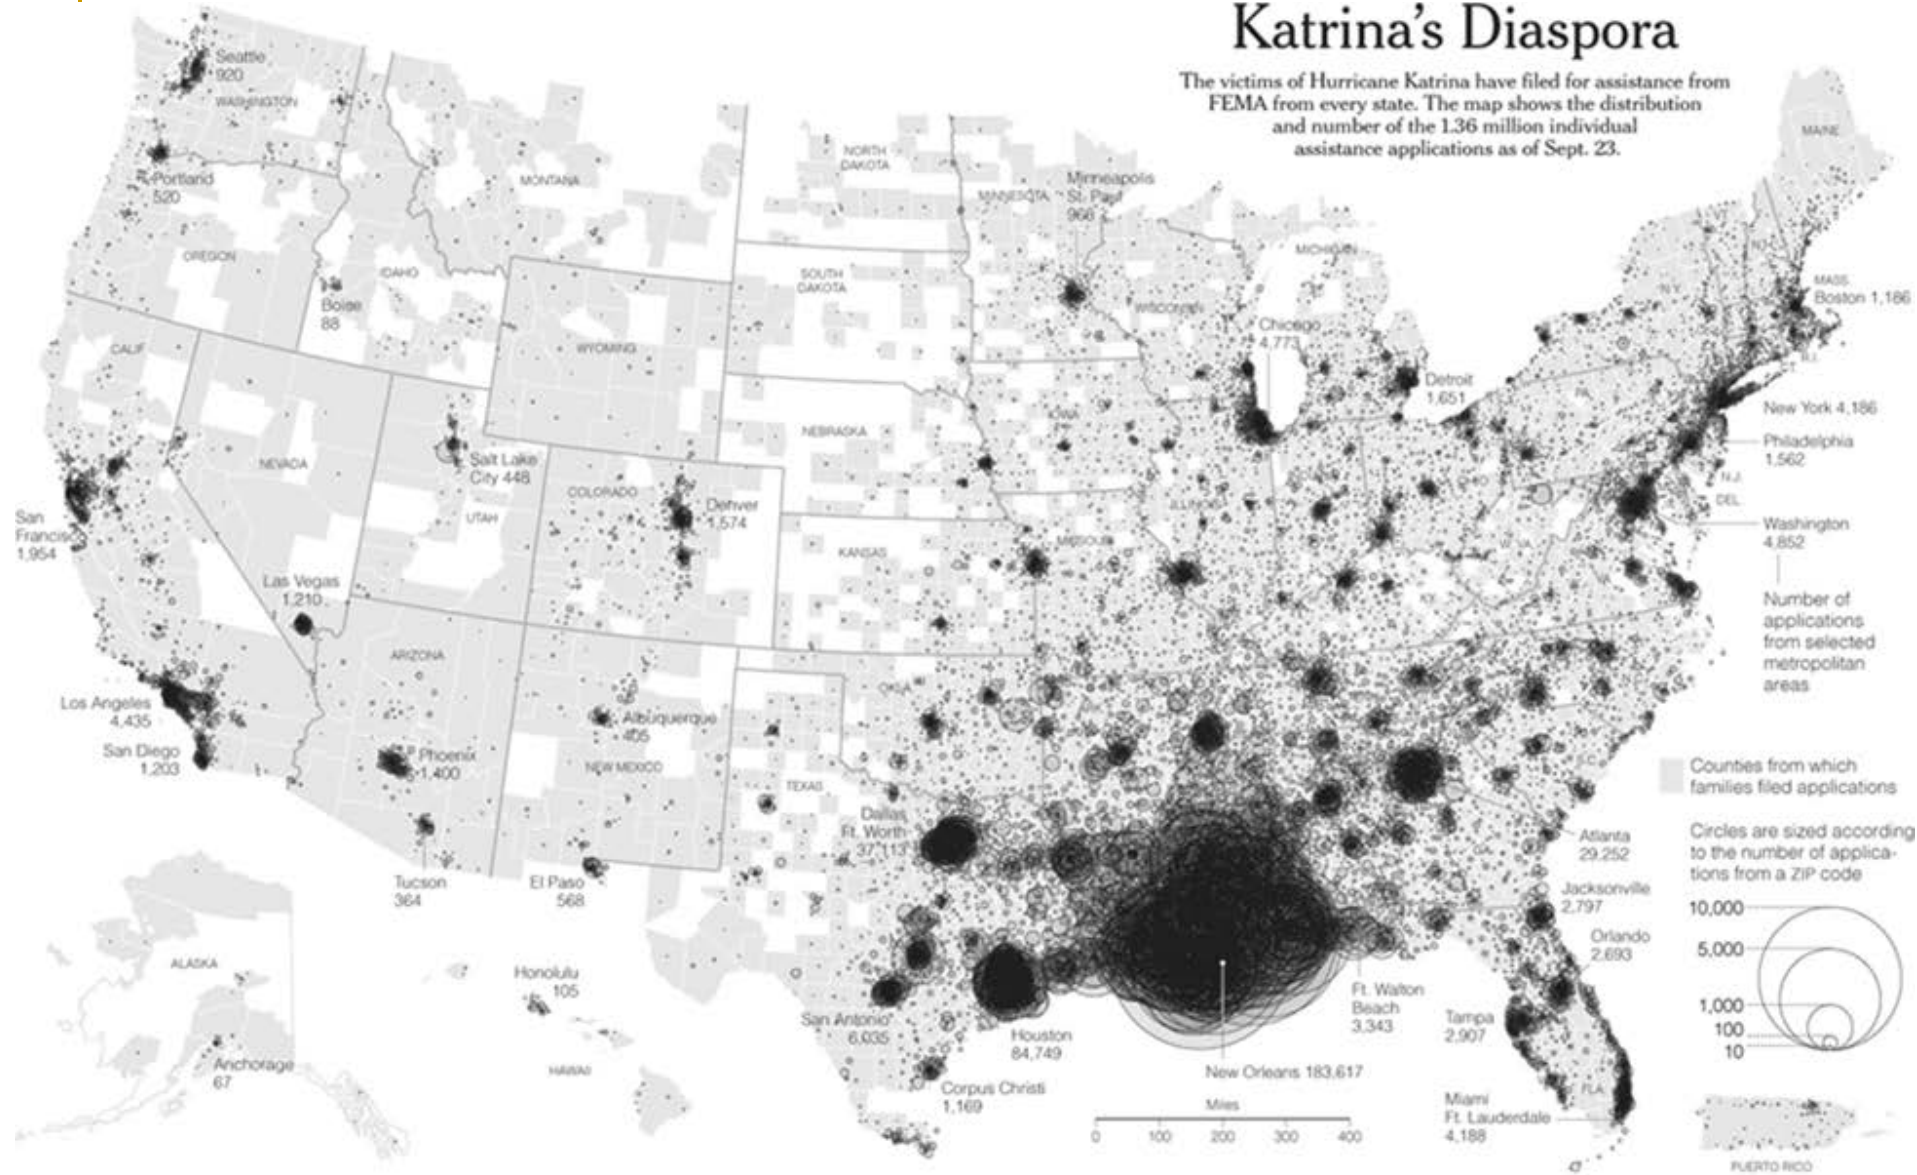 Katrina's Diaspora
The victims of Hurricane Katrina have filed for assistance from
FEMA from every state. The map shows the distribution
and number of the 1.36 million individual
assistance applications as of Sept. 23.
Seattle
920
WASHINGTON
Portland
520
OREGON
MONTANA
IDAHO
Boise
88
NORTH
DAKOTA
SOUTH
DAKOTA
MINNESOTA
Minneapolis
St. Paul
WISCONSIN
MICHIGAN
MAINE
N.Y.
MASS.
Boston 1,186
WYOMING
CALIF.
NEVADA
Salt Lake
City 448
UTAH
COLORADO
Denver
1,574
NEBRASKA
IOWA
Chicago
4,773
Detroit
1,651
New York 4,186
Philadelphia
1,562
N.J.
DEL.
Washington
4,852
Number of
applications
from selected
metropolitan
areas
San
Francisco
1,954
Las Vegas
1,210
KANSAS
MISSOURI
ILLINOIS
W. VA.
KY.
ARIZONA
Los Angeles
4,435
San Diego
1,203
Phoenix
1,400
Albuquerque
405
NEW MEXICO
OKLA.
TEXAS
Dallas
Ft. Worth
37,113
Tucson
364
El Paso
568
S.C.
GA.
Atlanta
29,252
Jacksonville
2,797
Orlando
2,693
Counties from which
families filed applications
Circles are sized according
to the number of applica-
tions from a ZIP code
10,000
5,000
1,000
100
10
ALASKA
Anchorage
67
Honolulu
105
HAWAII
San Antonio
6,035
Houston
84,749
Corpus Christi
1,169
New Orleans 183,617
Ft. Walton
Beach
3,343
Tampa
2,907
FLA.
Miami
Ft. Lauderdale
4,188
Miles
0 100 200 300 400
PUERTO RICO